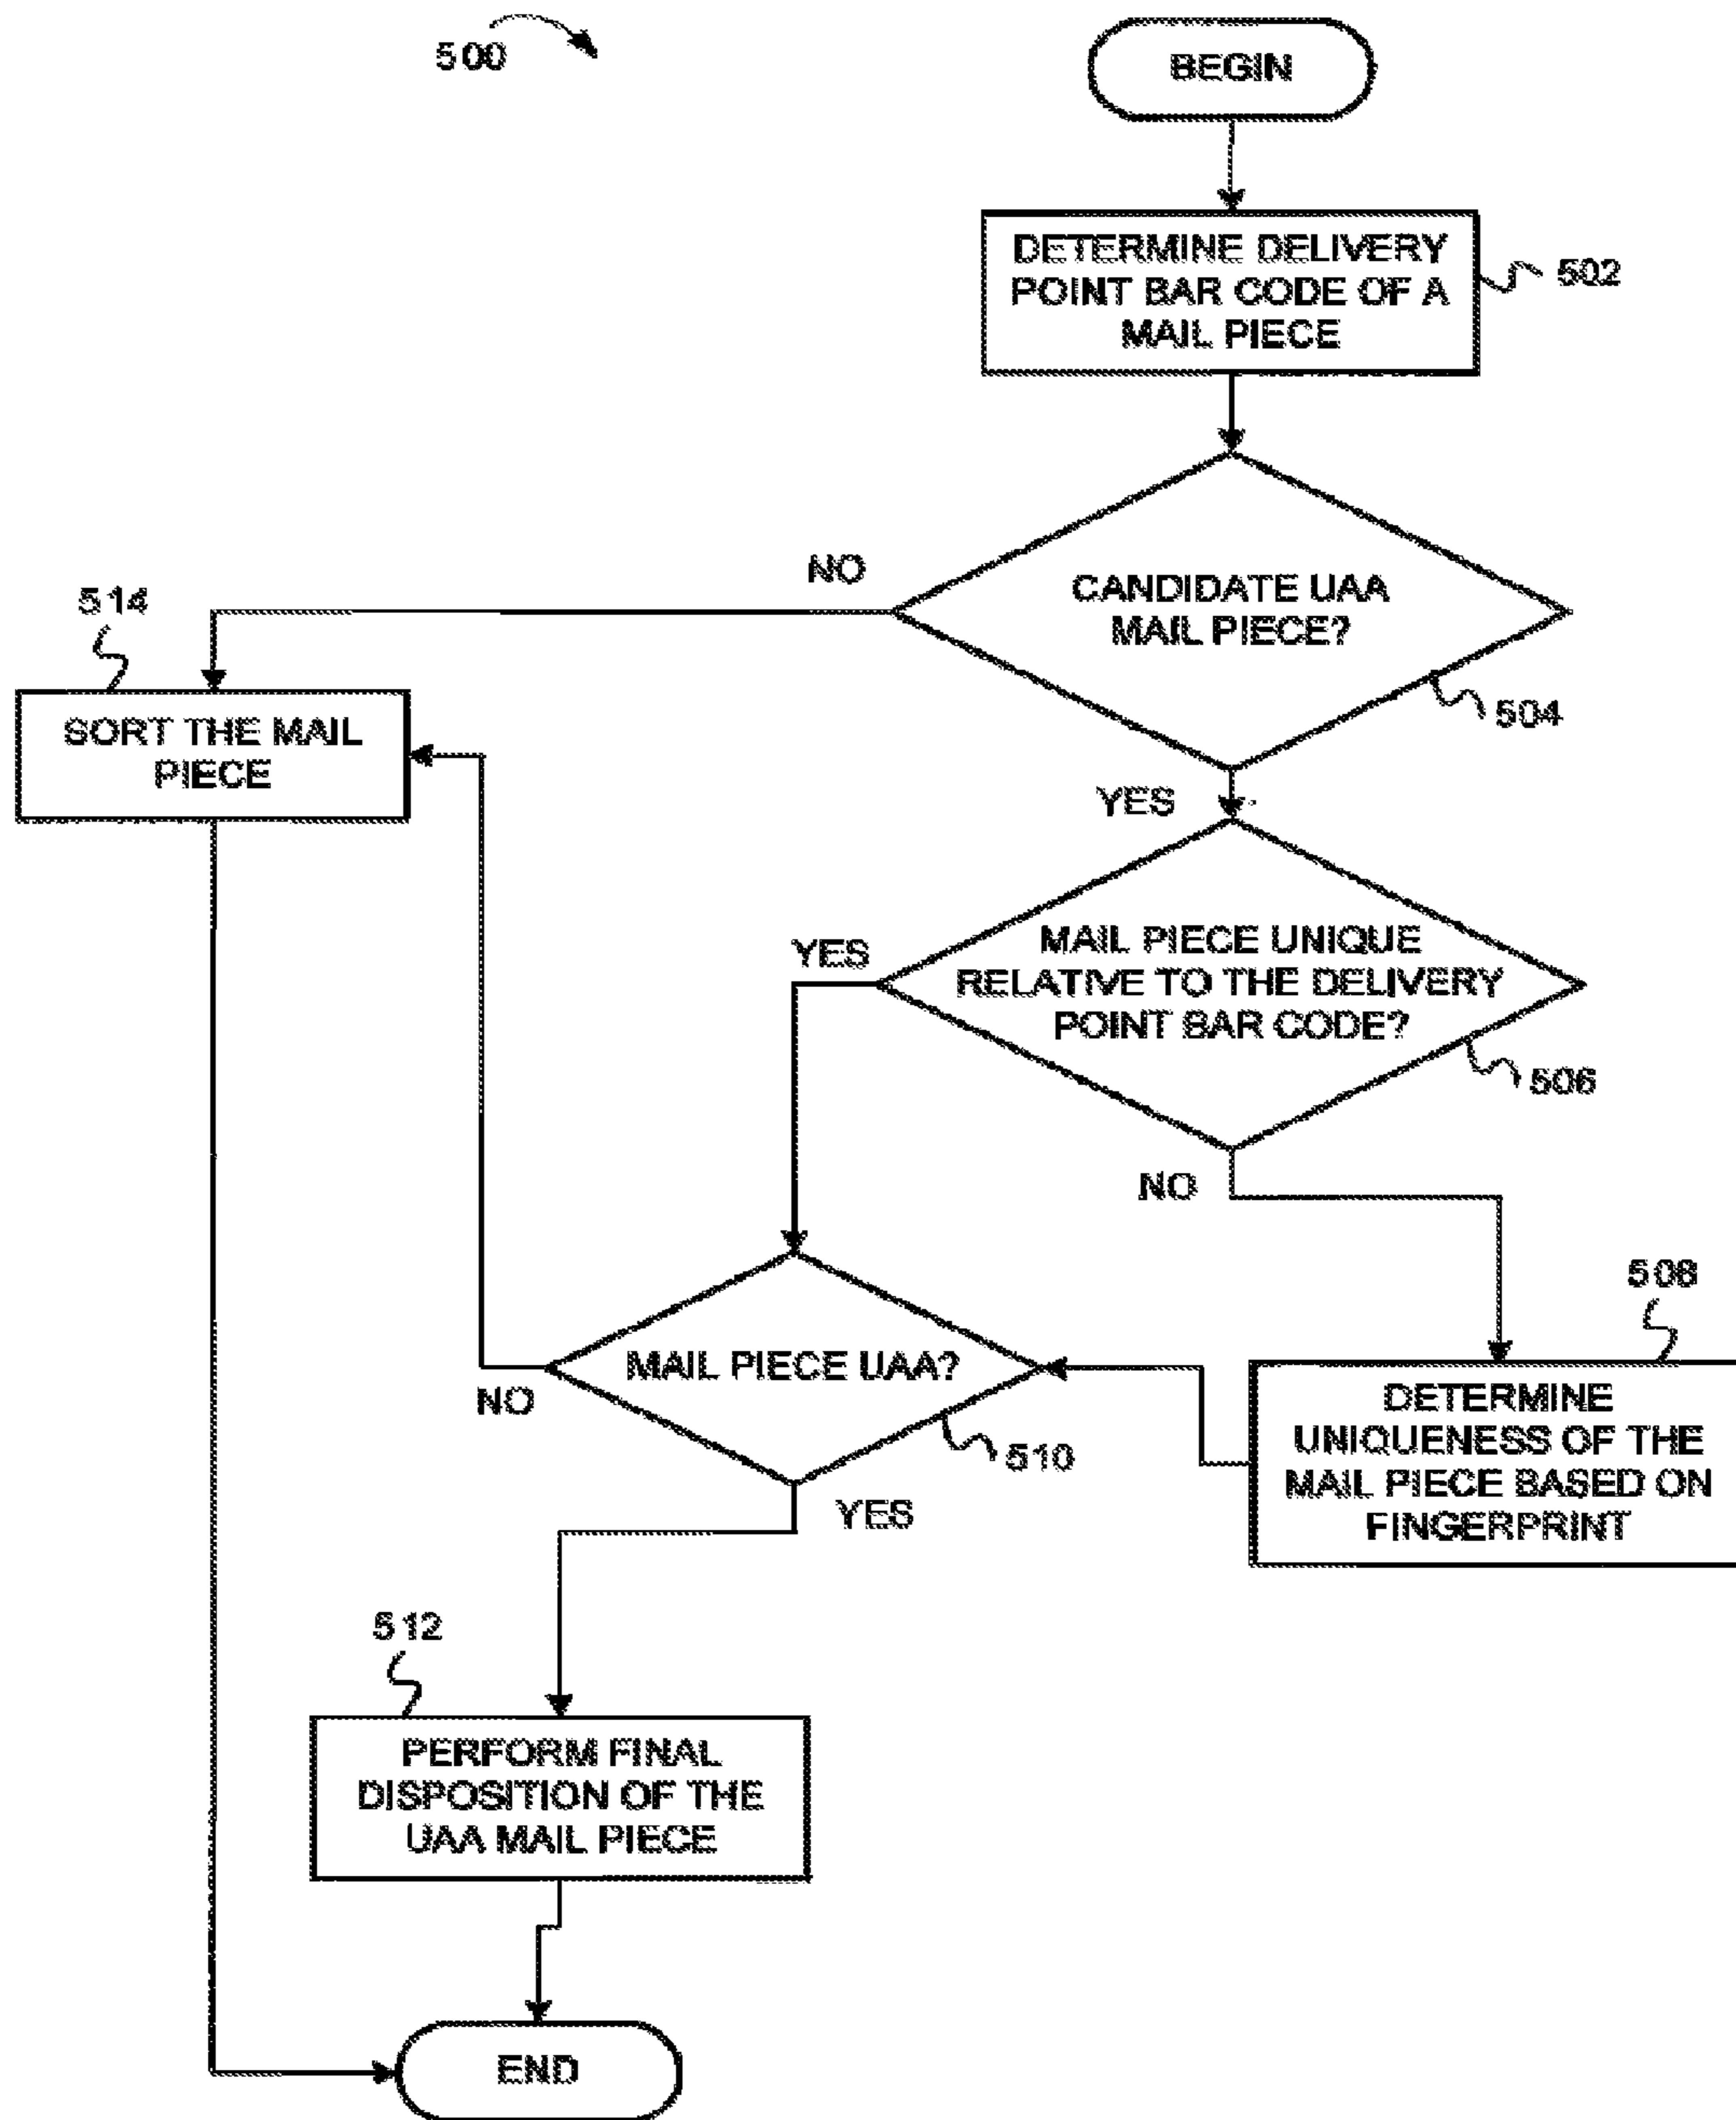 500
BEGIN
DETERMINE DELIVERY
POINT BAR CODE OF A
MAIL PIECE
502
NO
CANDIDATE UAA
MAIL PIECE?
504
514
SORT THE MAIL
PIECE
YES
YES
MAIL PIECE UNIQUE
RELATIVE TO THE DELIVERY
POINT BAR CODE?
506
NO
508
MAIL PIECE UAA?
NO
510
YES
DETERMINE
UNIQUENESS OF THE
MAIL PIECE BASED ON
FINGERPRINT
512
PERFORM FINAL
DISPOSITION OF THE
UAA MAIL PIECE
END